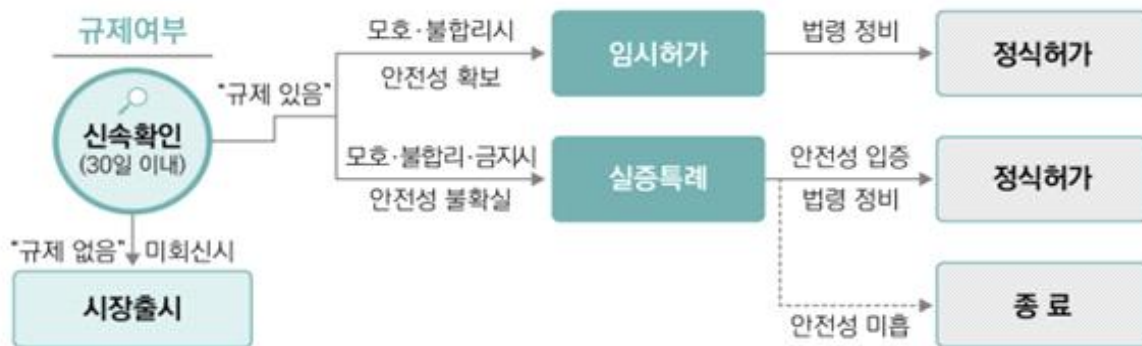 규제여부
신속확인
(30일 이내)
"규제 있음"
"규제 없음" 미회신시
시장출시
모호·불합리시
안전성 확보
임시허가
법령 정비
정식허가
모호·불합리·금지시
안전성 불확실
실증특례
안전성 입증
법령 정비
정식허가
안전성 미흡
종 료